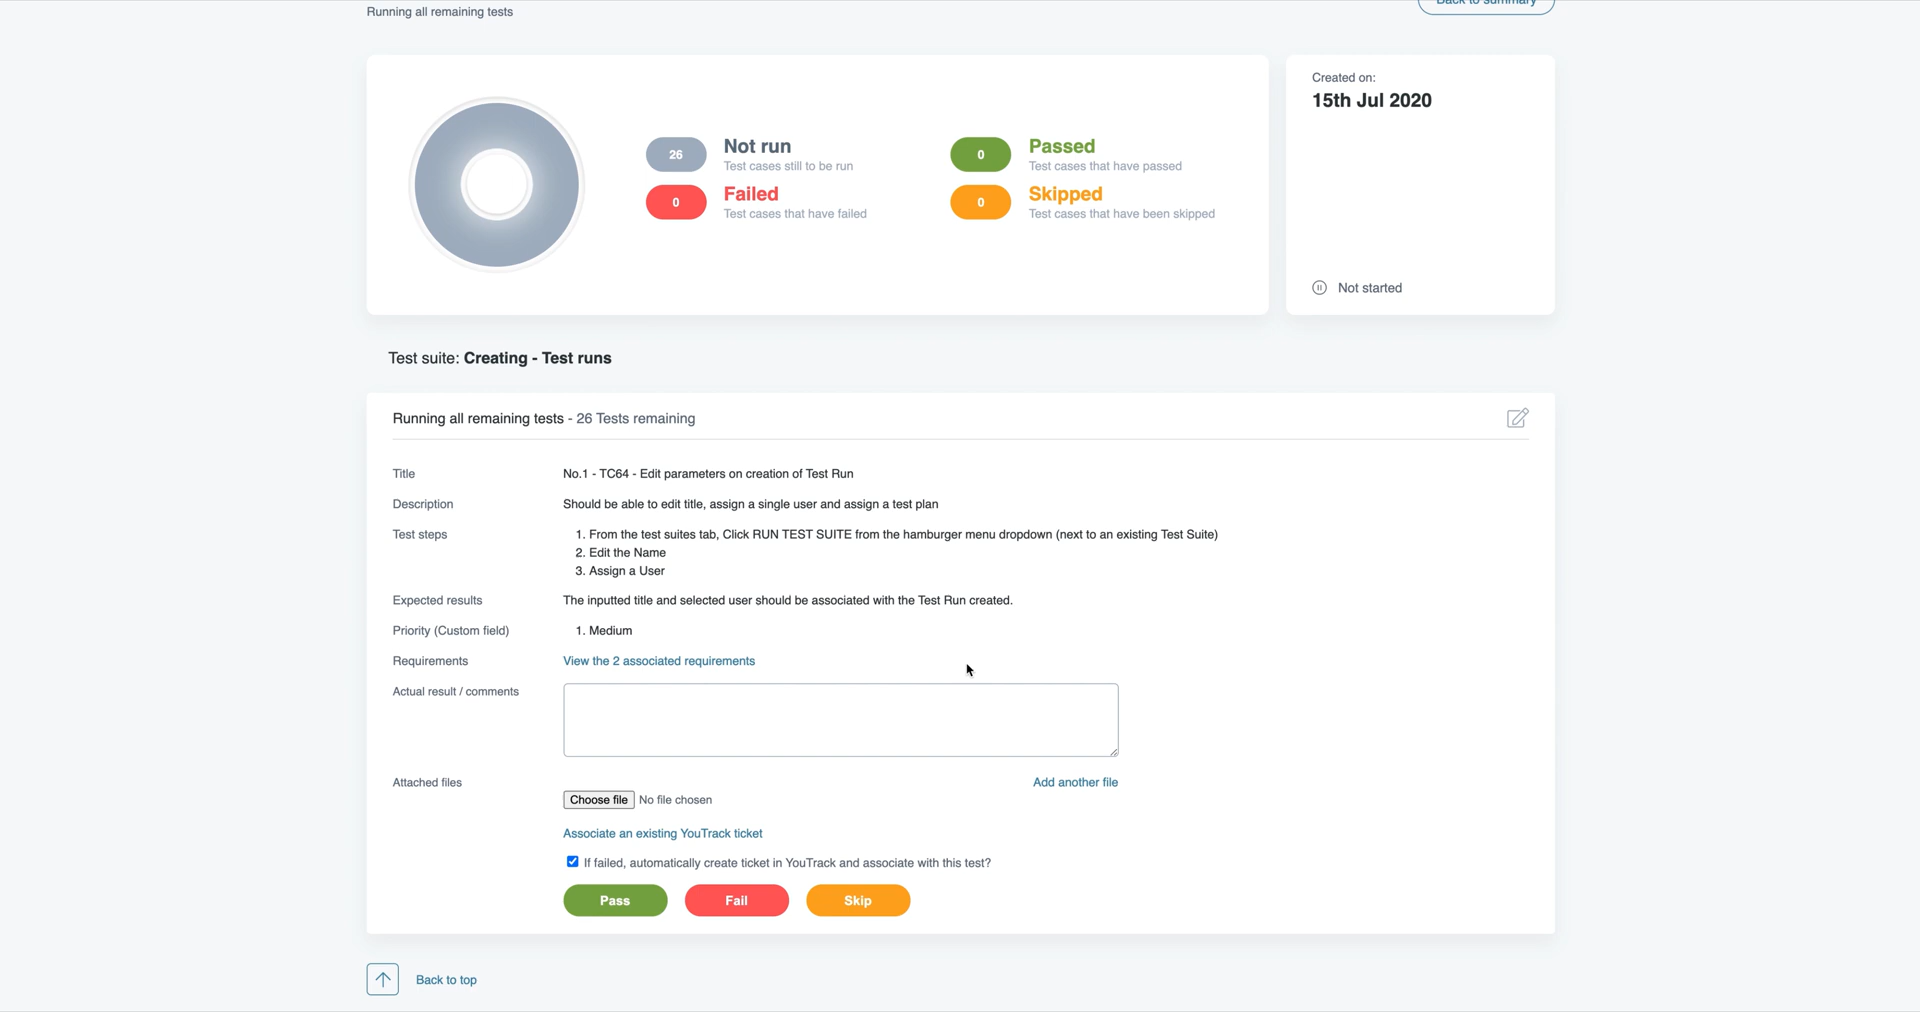 Running all remaining tests
Back to summary
26
Not run
Test cases still to be run
0
Passed
Test cases that have passed
0
Failed
Test cases that have failed
0
Skipped
Test cases that have been skipped
Created on:
15th Jul 2020
Not started
Test suite: Creating - Test runs
Running all remaining tests - 26 Tests remaining
Title
No.1 - TC64 - Edit parameters on creation of Test Run
Description
Should be able to edit title, assign a single user and assign a test plan
Test steps
1. From the test suites tab, Click RUN TEST SUITE from the hamburger menu dropdown (next to an existing Test Suite)
2. Edit the Name
3. Assign a User
Expected results
The inputted title and selected user should be associated with the Test Run created.
Priority (Custom field)
1. Medium
Requirements
View the 2 associated requirements
Actual result / comments
Attached files
Add another file
Choose file No file chosen
Associate an existing YouTrack ticket
If failed, automatically create ticket in YouTrack and associate with this test?
Pass
Fail
Skip
Back to top